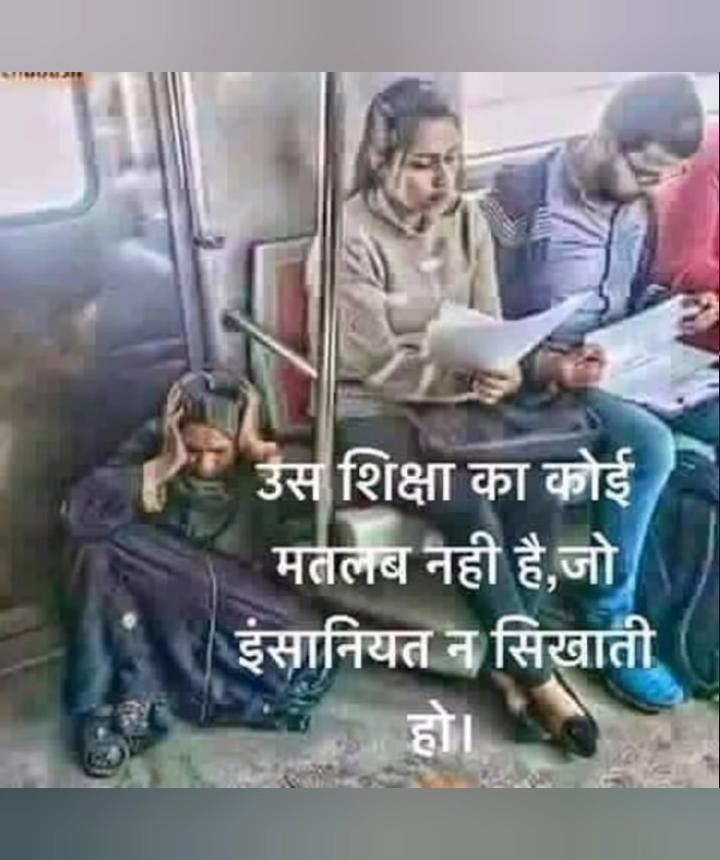 उस शिक्षा का कोई
मतलब नही है,जो
इंसानियत न सिखाती
हो।